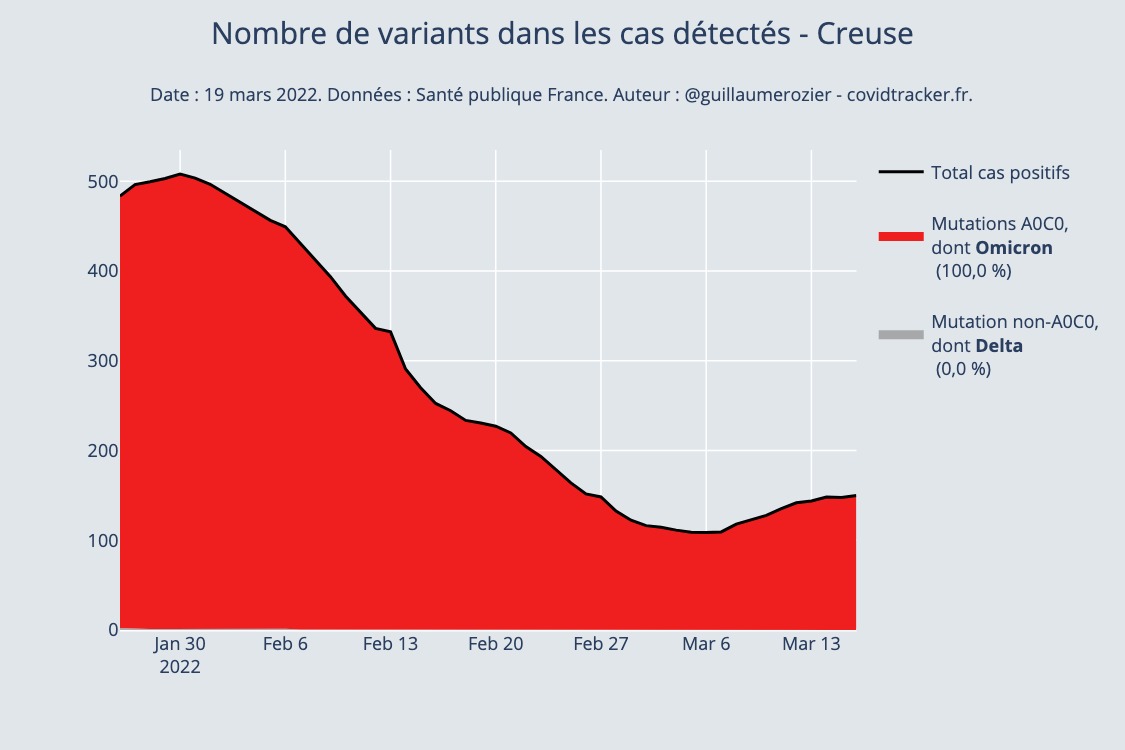 Nombre de variants dans les cas détectés - Creuse
Date : 19 mars 2022. Données : Santé publique France. Auteur : @guillaumerozier - covidtracker.fr.
500
400
300
200
100
0
Jan 30
2022
Feb 6
Feb 13
Feb 20
Feb 27
Mar 6
Mar 13
Total cas positifs
Mutations A0C0,
dont Omicron
(100,0 %)
Mutation non-A0C0,
dont Delta
(0,0 %)